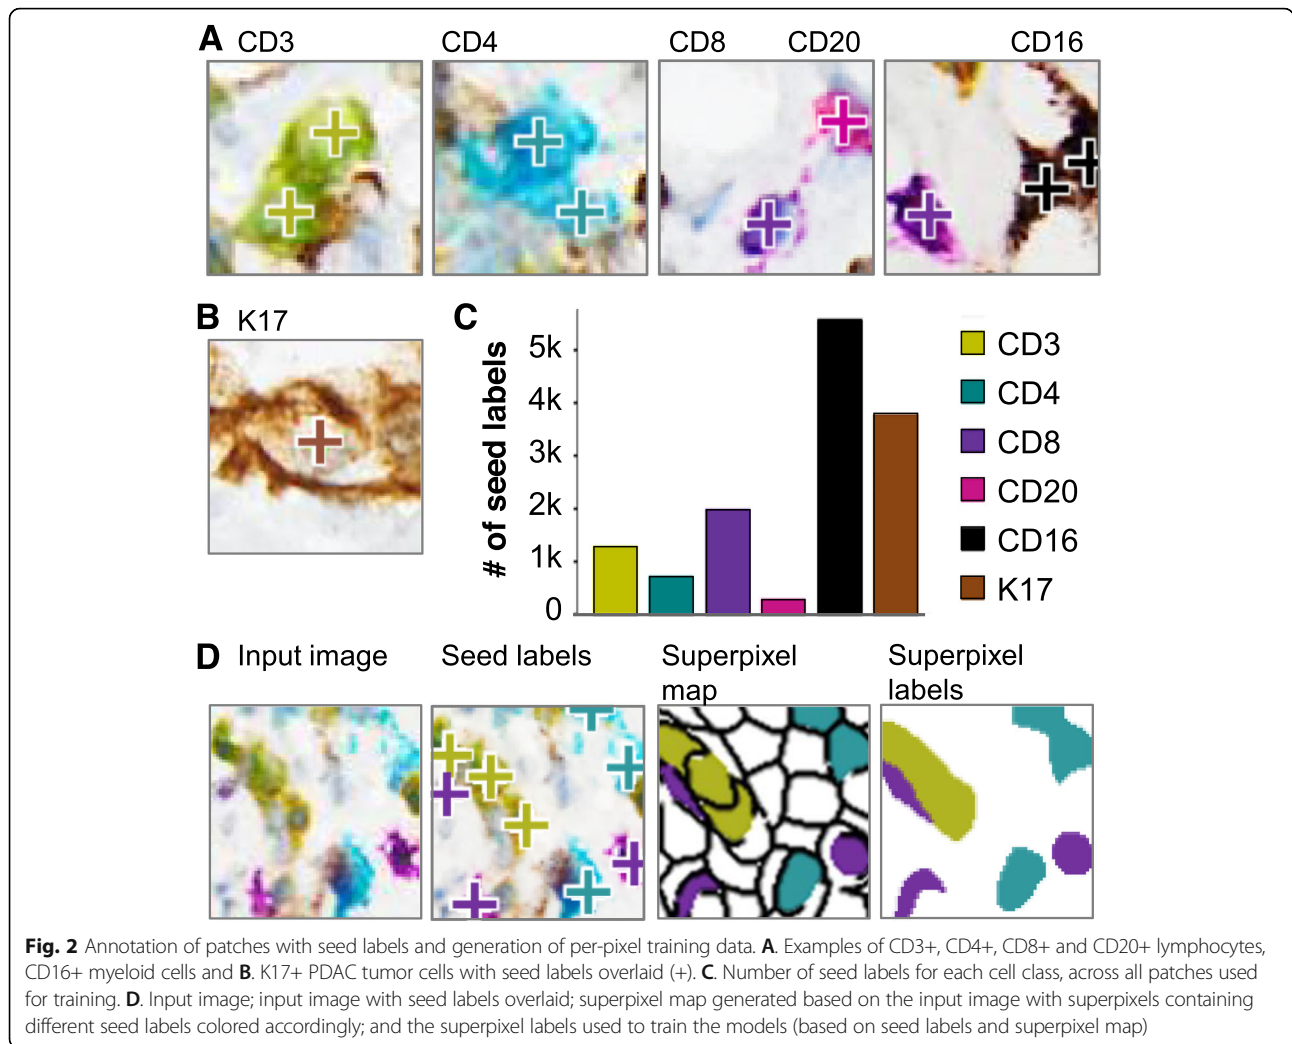 A CD3 CD4 CD8 CD20 CD16
B K17
C
# of seed labels
5k
4k
3k
2k
1k
0
CD3
CD4
CD8
CD20
CD16
K17
D Input image Seed labels Superpixel map Superpixel labels
Fig. 2 Annotation of patches with seed labels and generation of per-pixel training data. A. Examples of CD3+, CD4+, CD8+ and CD20+ lymphocytes,
CD16+ myeloid cells and B. K17+ PDAC tumor cells with seed labels overlaid (+). C. Number of seed labels for each cell class, across all patches used
for training. D. Input image; input image with seed labels overlaid; superpixel map generated based on the input image with superpixels containing
different seed labels colored accordingly; and the superpixel labels used to train the models (based on seed labels and superpixel map)